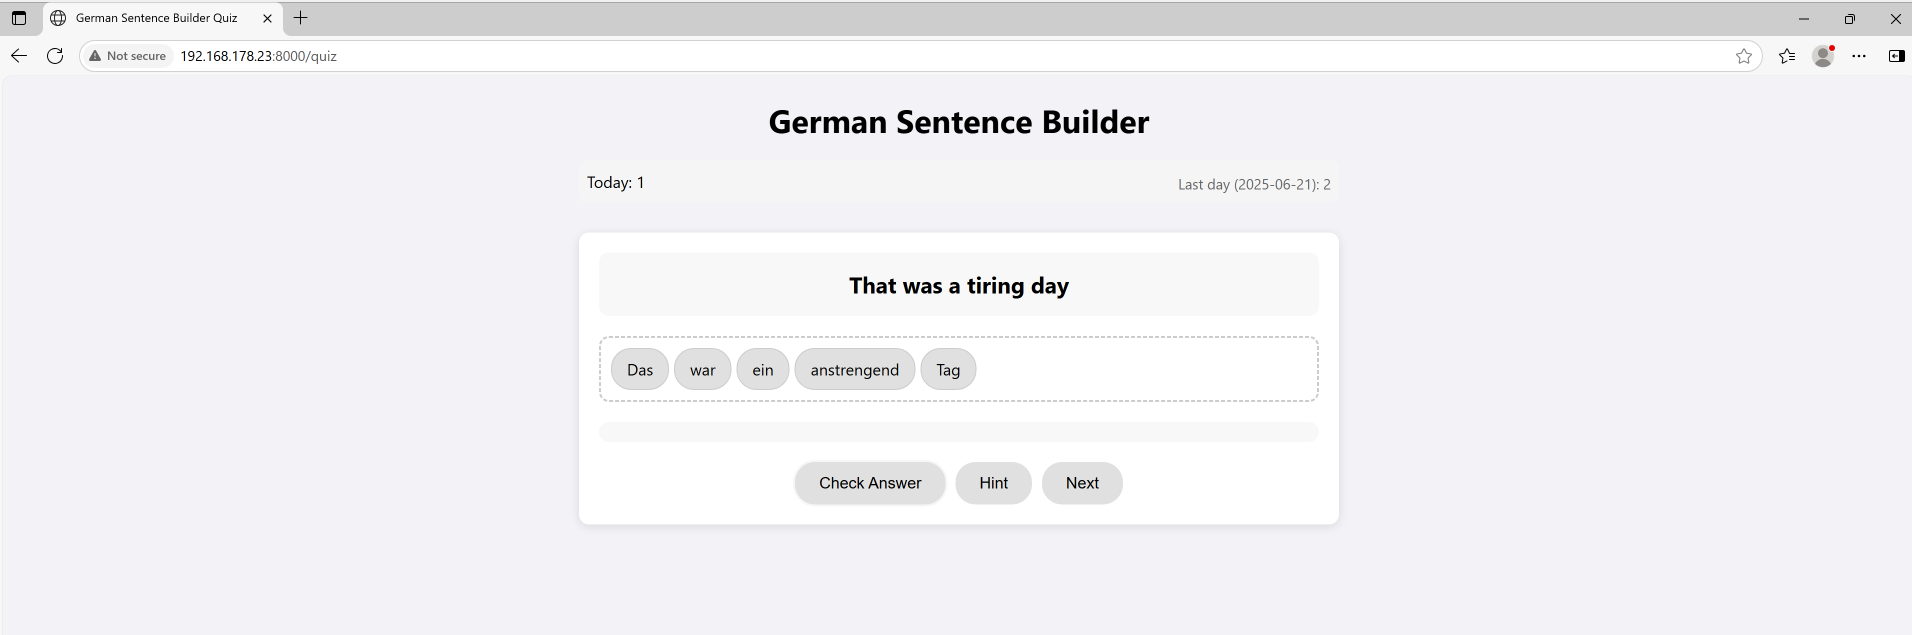 German Sentence Builder Quiz
Not secure 192.168.178.23:8000/quiz
German Sentence Builder
Today: 1 Last day (2025-06-21): 2
That was a tiring day
Das war ein anstrengend Tag
Check Answer Hint Next